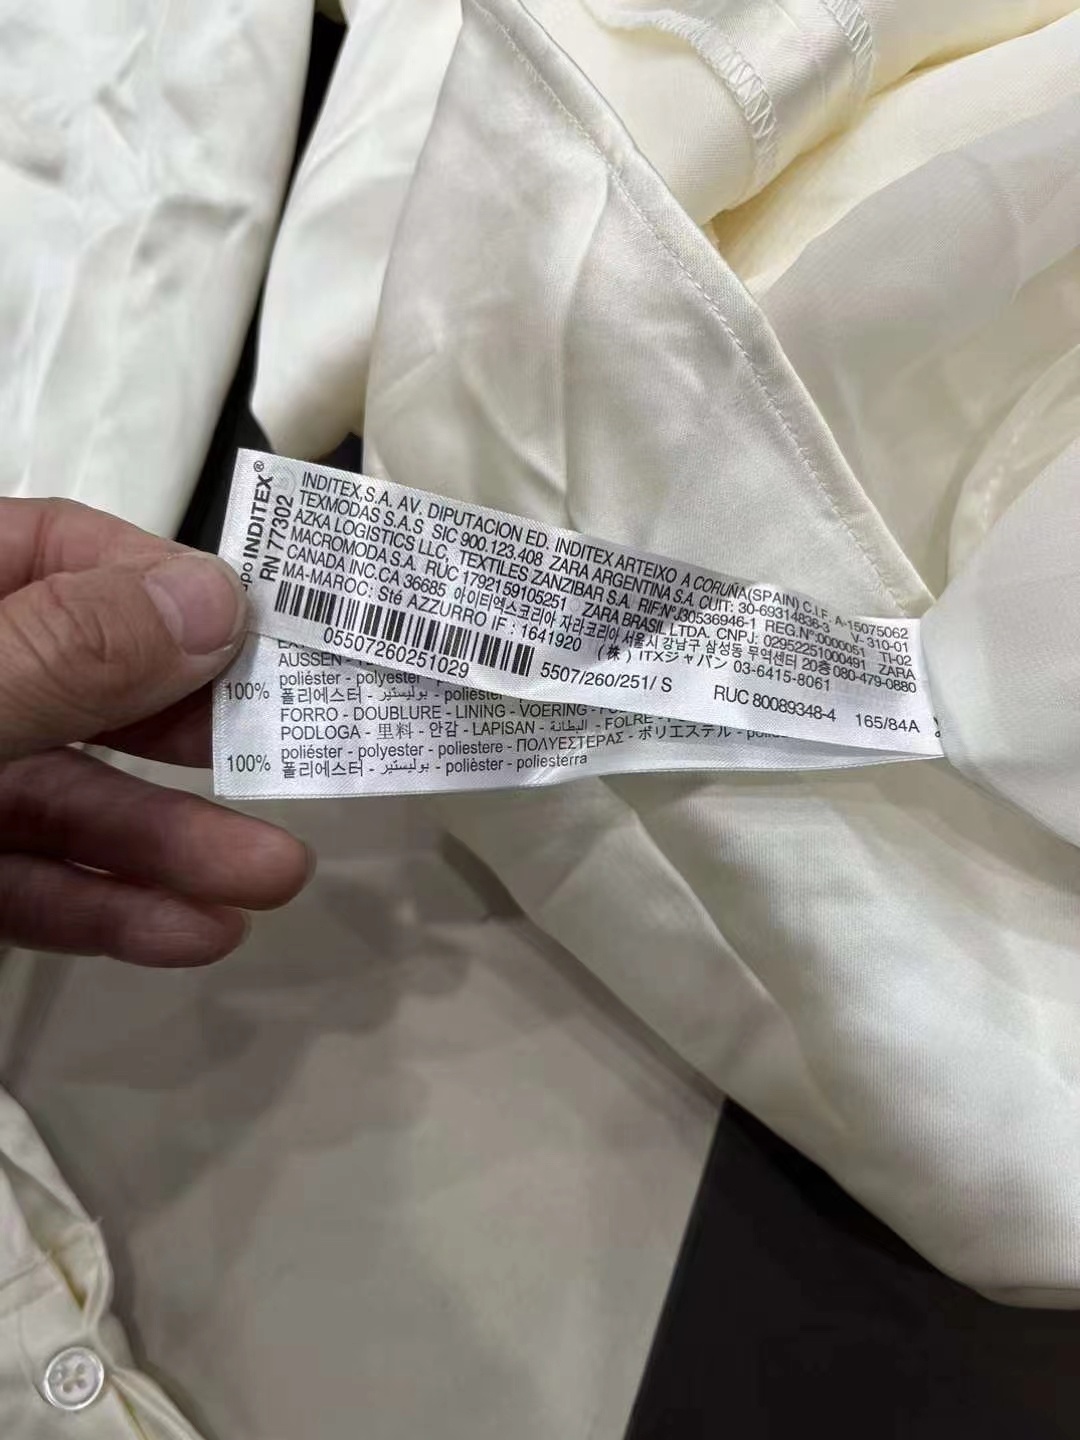 INDITEX®
RN 77302
INDITEX,S.A. AV. DIPUTACION ED. INDITEX ARTEIXO A CORUÑA(SPAIN) C.I.F. A-15075062
TEXMODAS S.A.S SIC 900.123.408 ZARA ARGENTINA S.A. CUIT: 30-69314836-3 V- 310-01
AZKA LOGISTICS LLC, TEXTILES ZANZIBAR S.A. RIF:NºJ30536946-1 REG.Nº:0000051 TI-02
MACROMODA S.A. RUC 1792159105251 ZARA BRASIL LTDA. CNPJ: 02952251000491 ZARA
CANADA INC.CA 36685 아이티엑스코리아 자라코리아 서울시 강남구 삼성동 무역센터 20층 080-479-0880
MA-MAROC: Sté AZZURRO IF : 1641920 (株) ITXジャパン 03-6415-8061
05507260251029
5507/260/251/ S
RUC 80089348-4
165/84A
AUSSEN -
poliéster - polyester - poliester
100% 폴리에스터 - بوليستير - polièster
FORRO - DOUBLURE - LINING - VOERING -
PODLOGA - 里料 - 안감 - LAPISAN - البطانة - FOLRE -
poliéster - polyester - poliestere - ΠΟΛΥΕΣΤΕΡΑΣ - ポリエステル -
100% 폴리에스터 - بوليستير - polièster - poliesterra